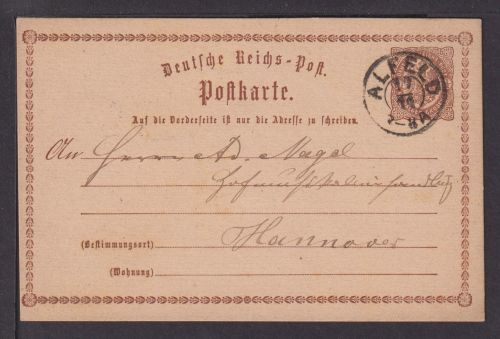 Deutsche Reichs-Post.
Postkarte.
ALFELD
Auf die Vorderseite ist nur die Adresse zu schreiben.
An Herrn Ad. Nagel
Hofmusikalienhandlung
(Bestimmungsort) Hannover
(Wohnung)